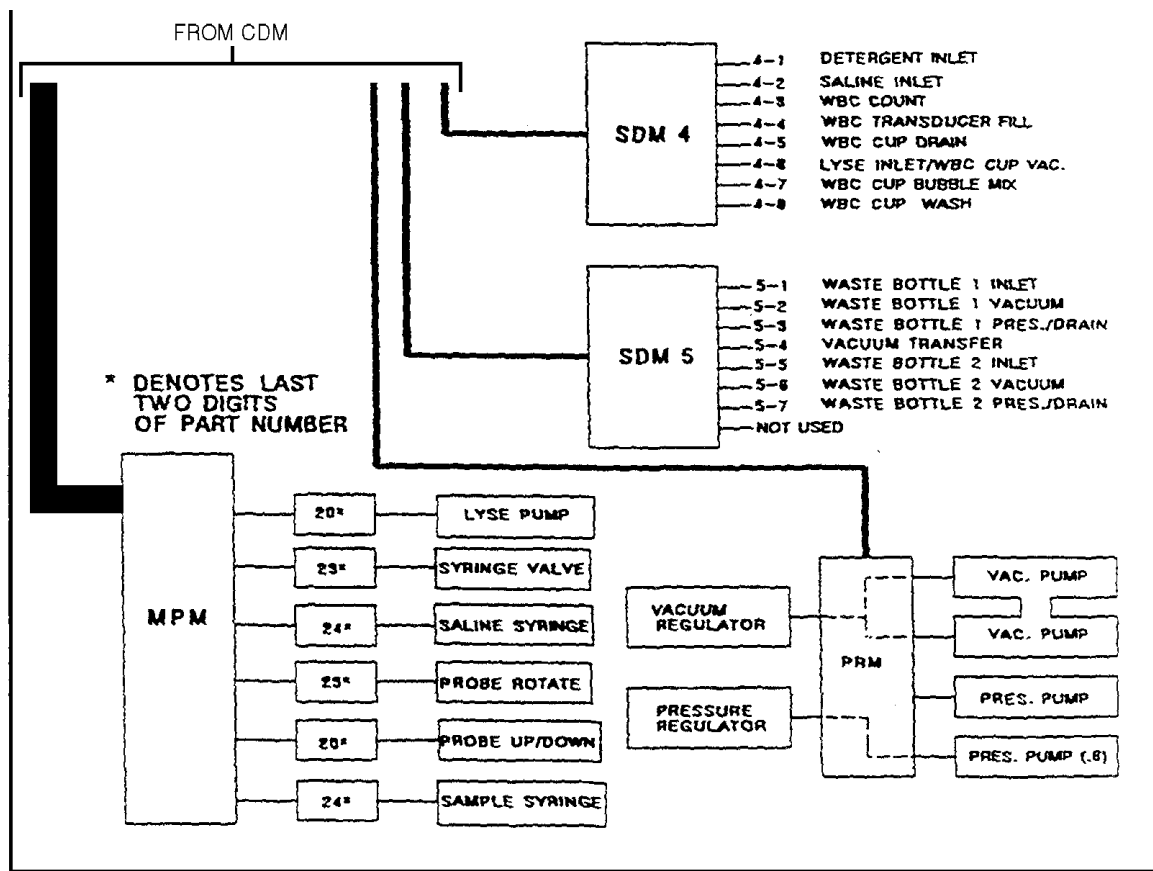 FROM CDM
SDM 4
4-1 DETERGENT INLET
4-2 SALINE INLET
4-3 WBC COUNT
4-4 WBC TRANSDUCER FILL
4-5 WBC CUP DRAIN
4-6 LYSE INLET/WBC CUP VAC.
4-7 WBC CUP BUBBLE MIX
4-8 WBC CUP WASH
SDM 5
5-1 WASTE BOTTLE 1 INLET
5-2 WASTE BOTTLE 1 VACUUM
5-3 WASTE BOTTLE 1 PRES./DRAIN
5-4 VACUUM TRANSFER
5-5 WASTE BOTTLE 2 INLET
5-6 WASTE BOTTLE 2 VACUUM
5-7 WASTE BOTTLE 2 PRES./DRAIN
NOT USED
* DENOTES LAST
TWO DIGITS
OF PART NUMBER
MPM
20* LYSE PUMP
SYRINGE VALVE
24* SALINE SYRINGE
PROBE ROTATE
PROBE UP/DOWN
24* SAMPLE SYRINGE
VACUUM
REGULATOR
PRESSURE
REGULATOR
PRM
VAC. PUMP
VAC. PUMP
PRES. PUMP
PRES. PUMP (.6)